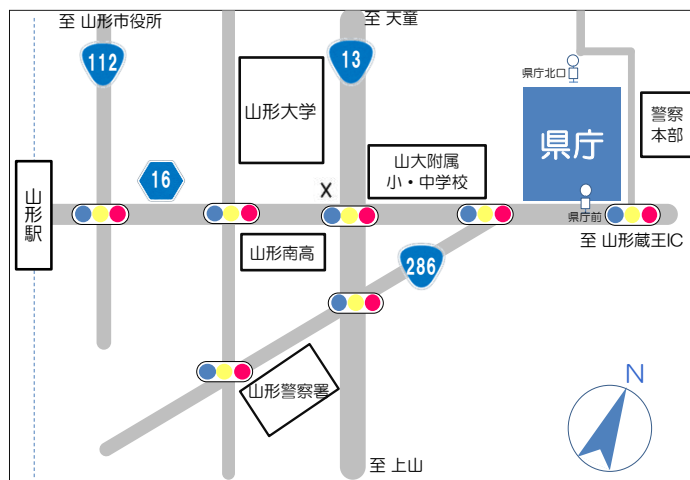 至 山形市役所
至 天童
112
13
県庁北口
山形大学
県庁
警察
本部
山大附属
小・中学校
16
X
山形駅
県庁前
至 山形蔵王IC
山形南高
286
山形警察署
N
至 上山